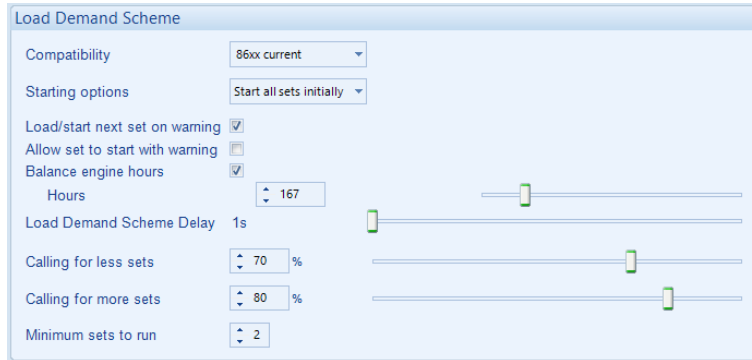 Load Demand Scheme
Compatibility 86xx current
Starting options Start all sets initially
Load/start next set on warning
Allow set to start with warning
Balance engine hours
Hours 167
Load Demand Scheme Delay 1s
Calling for less sets 70 %
Calling for more sets 80 %
Minimum sets to run 2